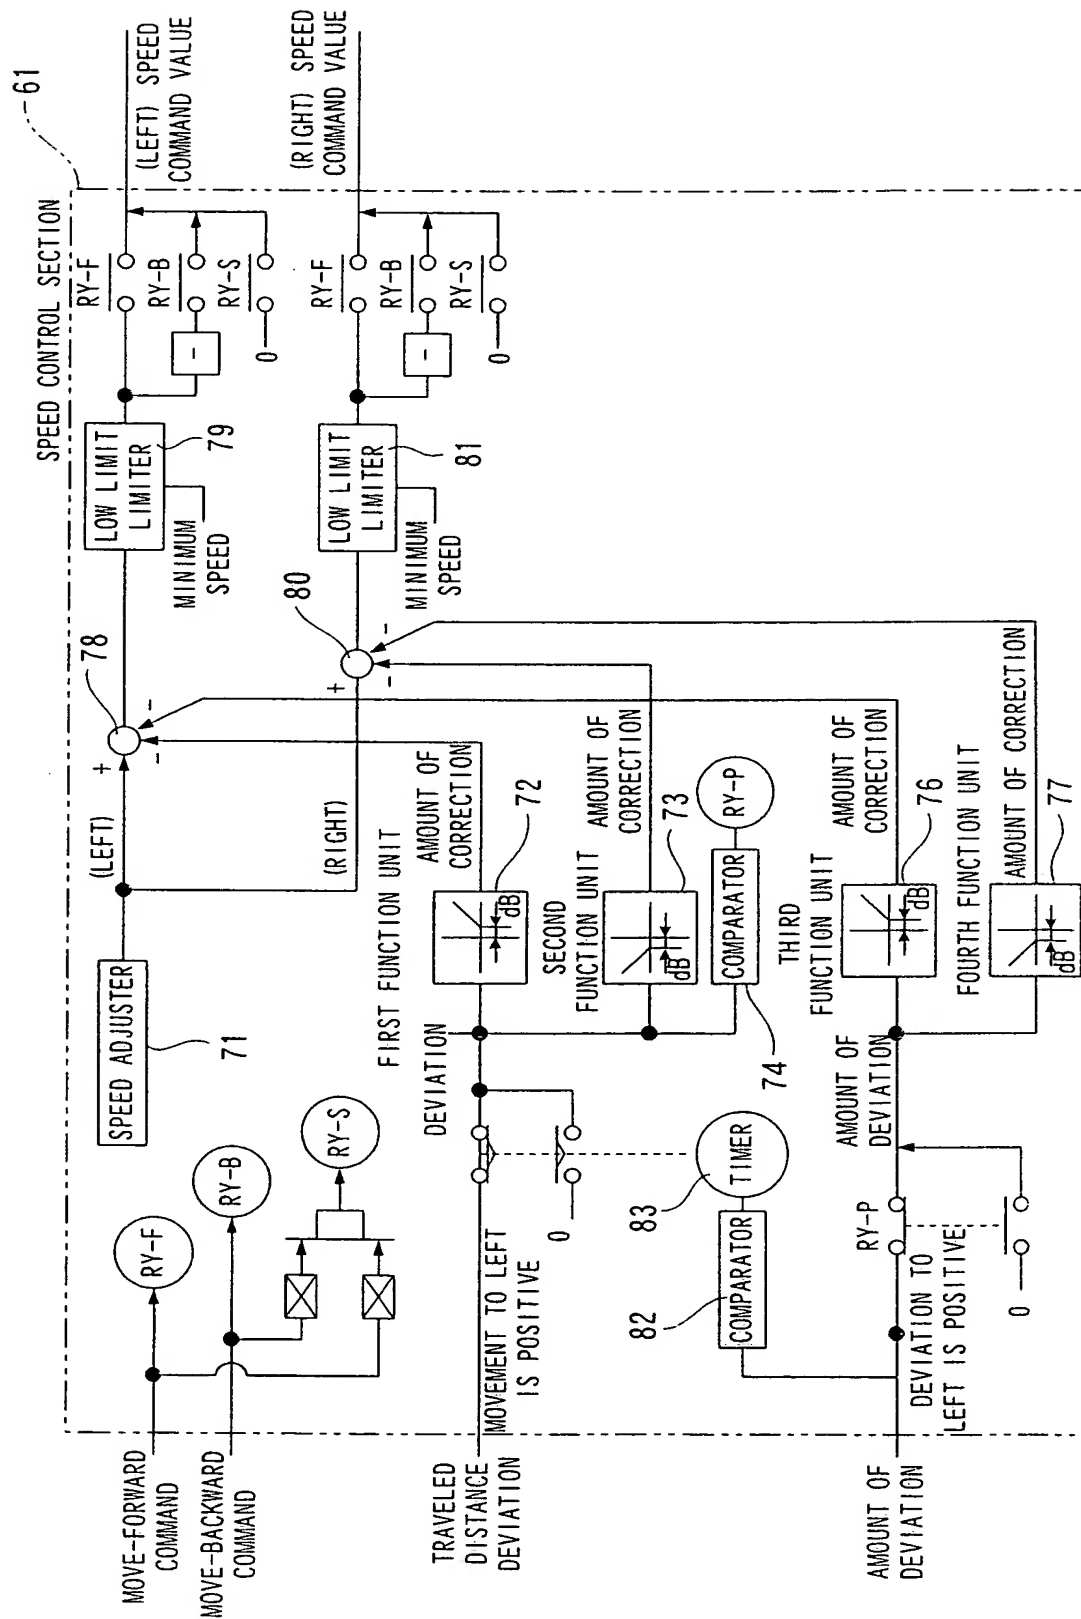 SPEED CONTROL SECTION
61
MOVE-FORWARD
COMMAND
MOVE-BACKWARD
COMMAND
RY-F
RY-B
RY-S
SPEED ADJUSTER
71
(LEFT)
(RIGHT)
+
-
-
78
LOW LIMIT
LIMITER
79
MINIMUM
SPEED
-
0
RY-F
RY-B
RY-S
(LEFT) SPEED
COMMAND VALUE
+
-
-
80
LOW LIMIT
LIMITER
81
MINIMUM
SPEED
-
0
RY-F
RY-B
RY-S
(RIGHT) SPEED
COMMAND VALUE
TRAVELED
DISTANCE
DEVIATION
MOVEMENT TO LEFT
IS POSITIVE
0
DEVIATION
FIRST FUNCTION UNIT
dB
72
AMOUNT OF
CORRECTION
SECOND
FUNCTION UNIT
dB
73
AMOUNT OF
CORRECTION
COMPARATOR
74
RY-P
COMPARATOR
82
TIMER
83
AMOUNT OF
DEVIATION
DEVIATION TO
LEFT IS POSITIVE
RY-P
0
AMOUNT OF
DEVIATION
THIRD
FUNCTION UNIT
dB
76
AMOUNT OF
CORRECTION
FOURTH FUNCTION UNIT
dB
77
AMOUNT OF CORRECTION